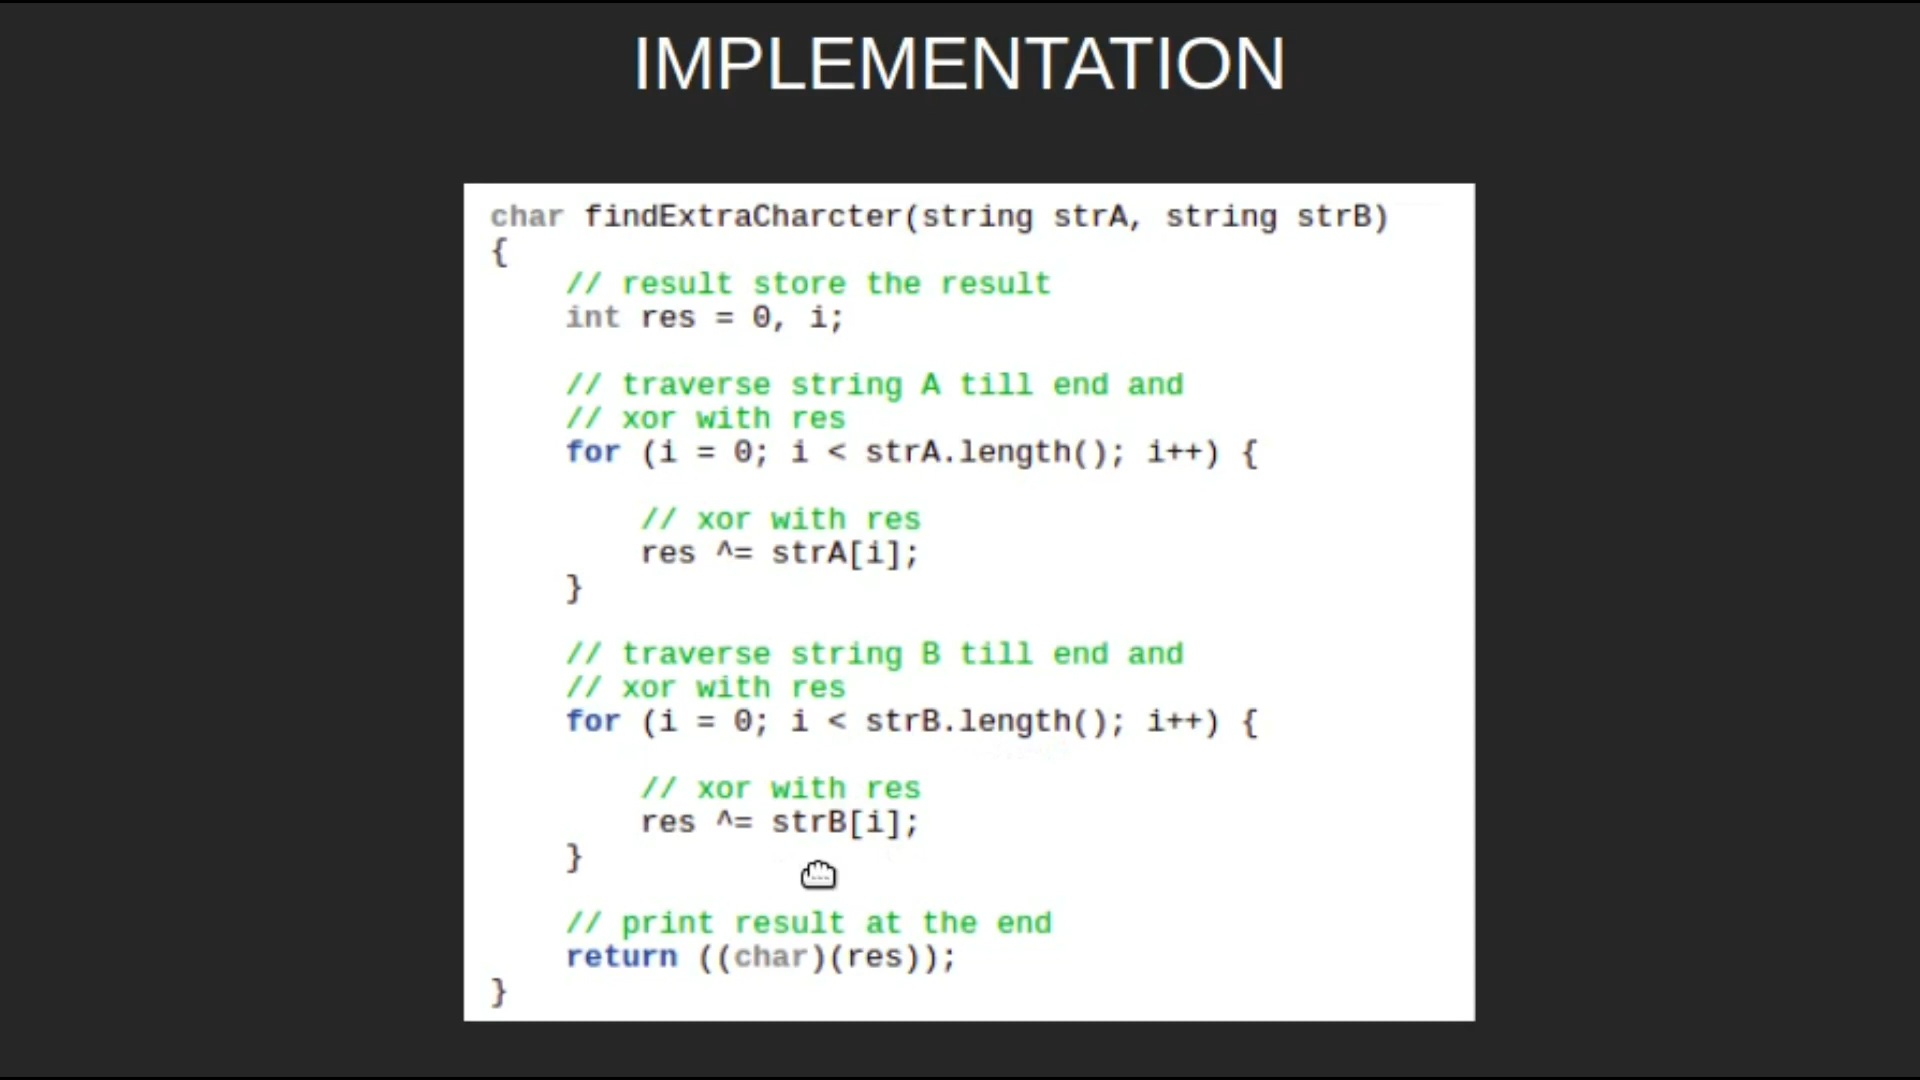 IMPLEMENTATION
char findExtraCharcter(string strA, string strB)
{
// result store the result
int res = 0, i;
// traverse string A till end and
// xor with res
for (i = 0; i < strA.length(); i++) {
// xor with res
res ^= strA[i];
}
// traverse string B till end and
// xor with res
for (i = 0; i < strB.length(); i++) {
// xor with res
res ^= strB[i];
}
// print result at the end
return ((char)(res));
}